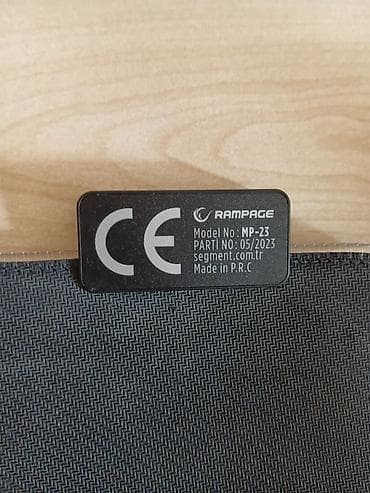 CE
RAMPAGE
Model No: MP-23
PARTİ NO: 05/2023
segment.com.tr
Made in P.R.C